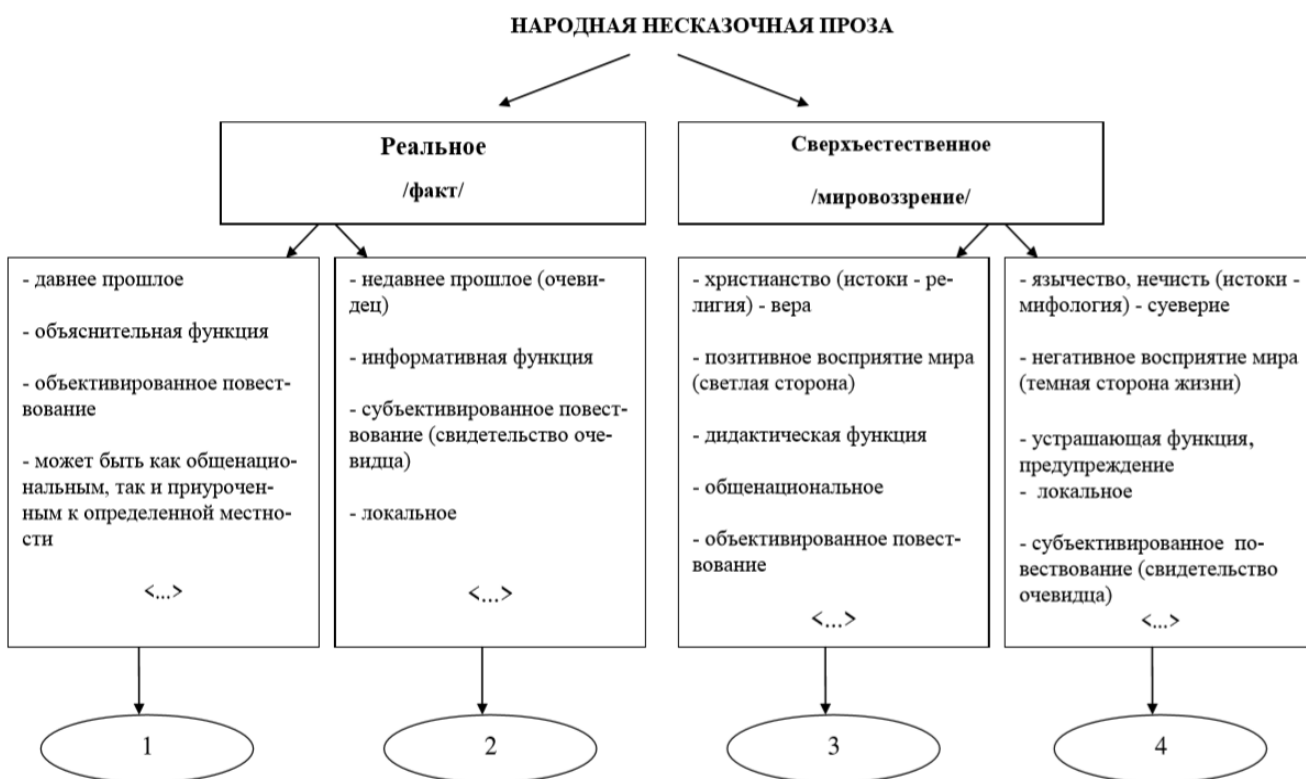 НАРОДНАЯ НЕСКАЗОЧНАЯ ПРОЗА
Реальное
/факт/
Сверхъестественное
/мировоззрение/
- давнее прошлое
- объяснительная функция
- объективированное повест-
вование
- может быть как общенацио-
нальным, так и приурочен-
ным к определенной местно-
сти
<...>
- недавнее прошлое (очеви-
дец)
- информативная функция
- субъективированное повест-
вование (свидетельство оче-
видца)
- локальное
<...>
- христианство (истоки - ре-
лигия) - вера
- позитивное восприятие мира
(светлая сторона)
- дидактическая функция
- общенациональное
- объективированное повест-
вование
<...>
- язычество, нечисть (истоки -
мифология) - суеверие
- негативное восприятие мира
(темная сторона жизни)
- устрашающая функция,
предупреждение
- локальное
- субъективированное по-
вествование (свидетельство
очевидца)
<...>
1
2
3
4